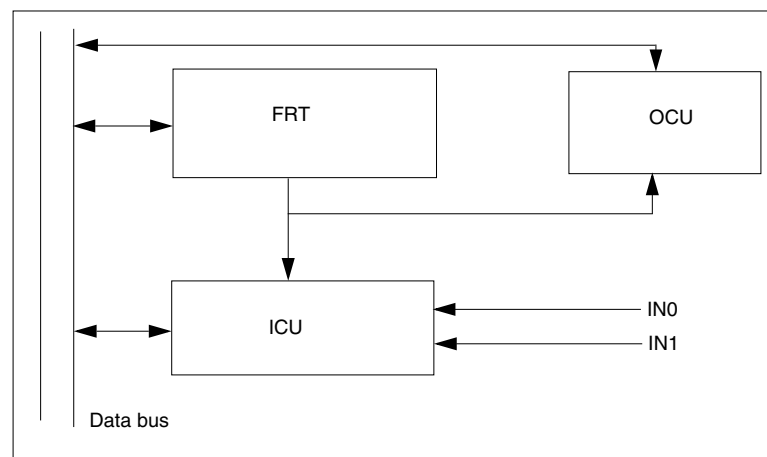 FRT
OCU
ICU
IN0
IN1
Data bus